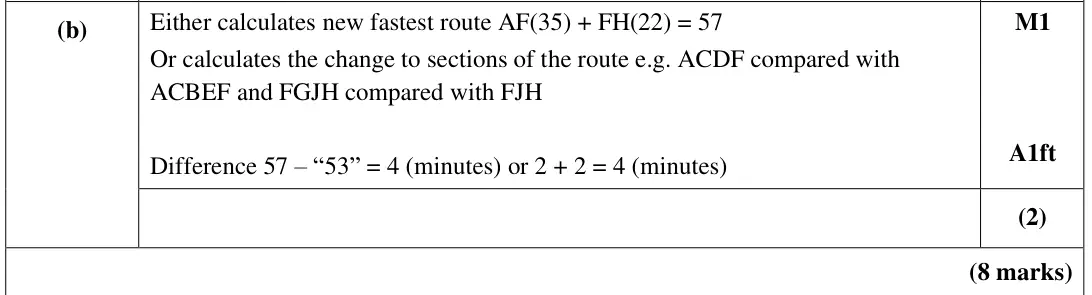 (b) Either calculates new fastest route AF(35) + FH(22) = 57 M1
Or calculates the change to sections of the route e.g. ACDF compared with
ACBEF and FGJH compared with FJH
Difference 57 – “53” = 4 (minutes) or 2 + 2 = 4 (minutes) A1ft
(2)
(8 marks)